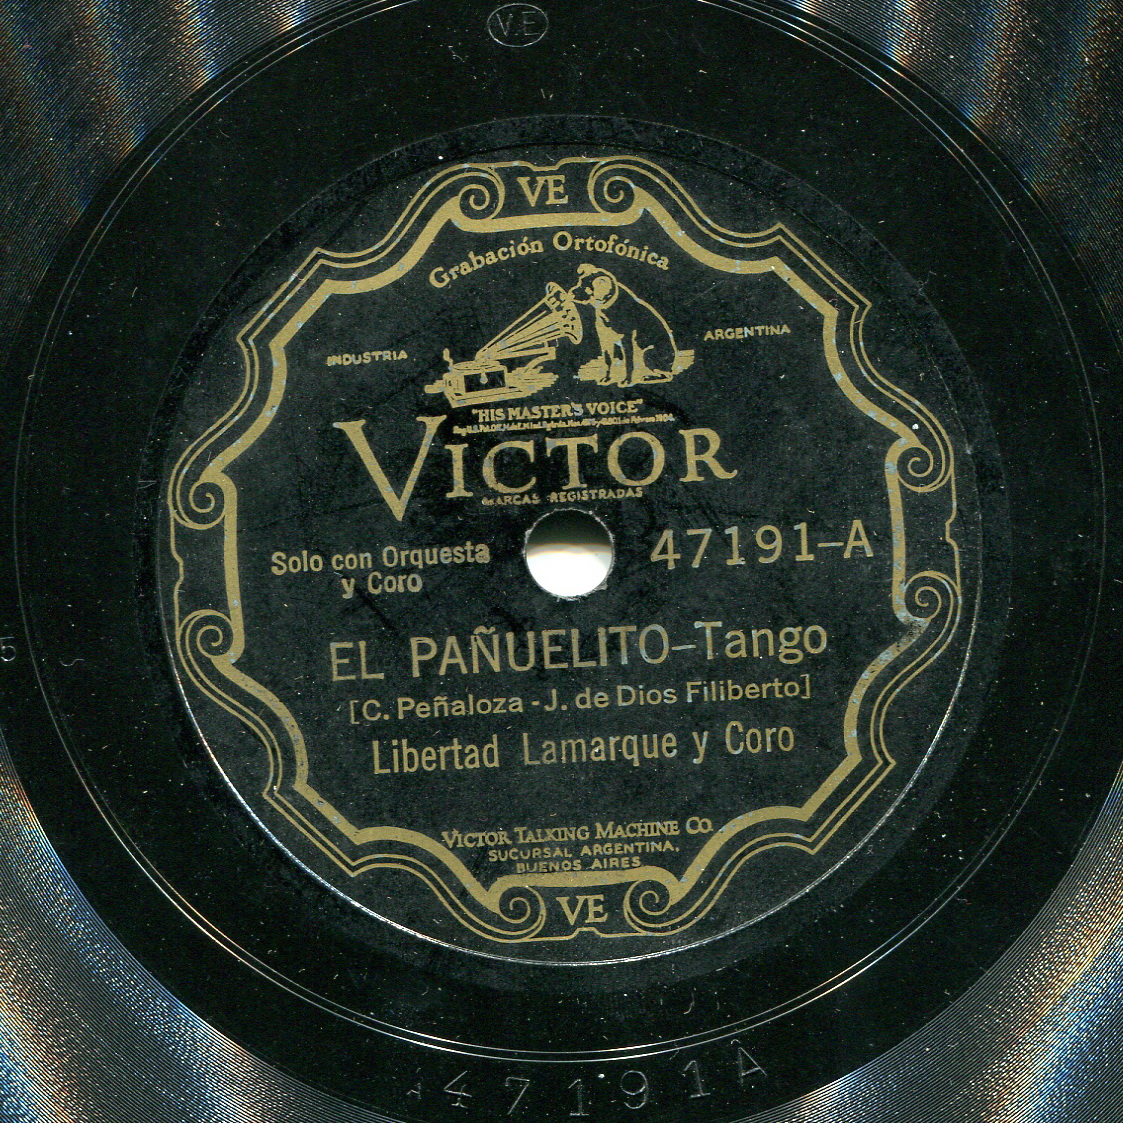 VE
VE
Grabación Ortofónica
INDUSTRIA
ARGENTINA
"HIS MASTER'S VOICE"
VICTOR
MARCAS REGISTRADAS
Solo con Orquesta
y Coro
47191-A
EL PAÑUELITO-Tango
[C. Peñaloza - J. de Dios Filiberto]
Libertad Lamarque y Coro
VICTOR TALKING MACHINE CO.
SUCURSAL ARGENTINA,
BUENOS AIRES
VE
47191A